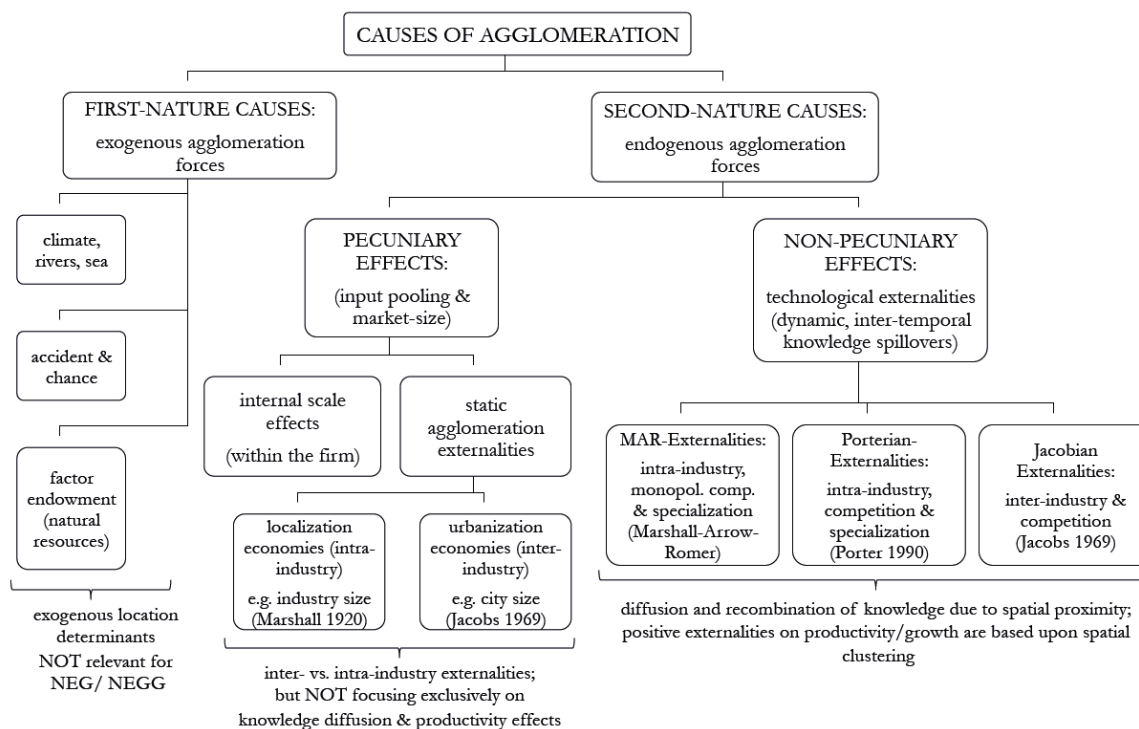 CAUSES OF AGGLOMERATION
FIRST-NATURE CAUSES:
exogenous agglomeration
forces
SECOND-NATURE CAUSES:
endogenous agglomeration
forces
climate,
rivers, sea
accident &
chance
factor
endowment
(natural
resources)
exogenous location
determinants
NOT relevant for
NEG/ NEGG
PECUNIARY
EFFECTS:
(input pooling &
market-size)
internal scale
effects
(within the firm)
static
agglomeration
externalities
localization
economies (intra-
industry)
e.g. industry size
(Marshall 1920)
urbanization
economies (inter-
industry)
e.g. city size
(Jacobs 1969)
inter- vs. intra-industry externalities;
but NOT focusing exclusively on
knowledge diffusion & productivity effects
NON-PECUNIARY
EFFECTS:
technological externalities
(dynamic, inter-temporal
knowledge spillovers)
MAR-Externalities:
intra-industry,
monopol. comp.
& specialization
(Marshall-Arrow-
Romer)
Porterian-
Externalities:
intra-industry,
competition &
specialization
(Porter 1990)
Jacobian
Externalities:
inter-industry &
competition
(Jacobs 1969)
diffusion and recombination of knowledge due to spatial proximity;
positive externalities on productivity/growth are based upon spatial
clustering